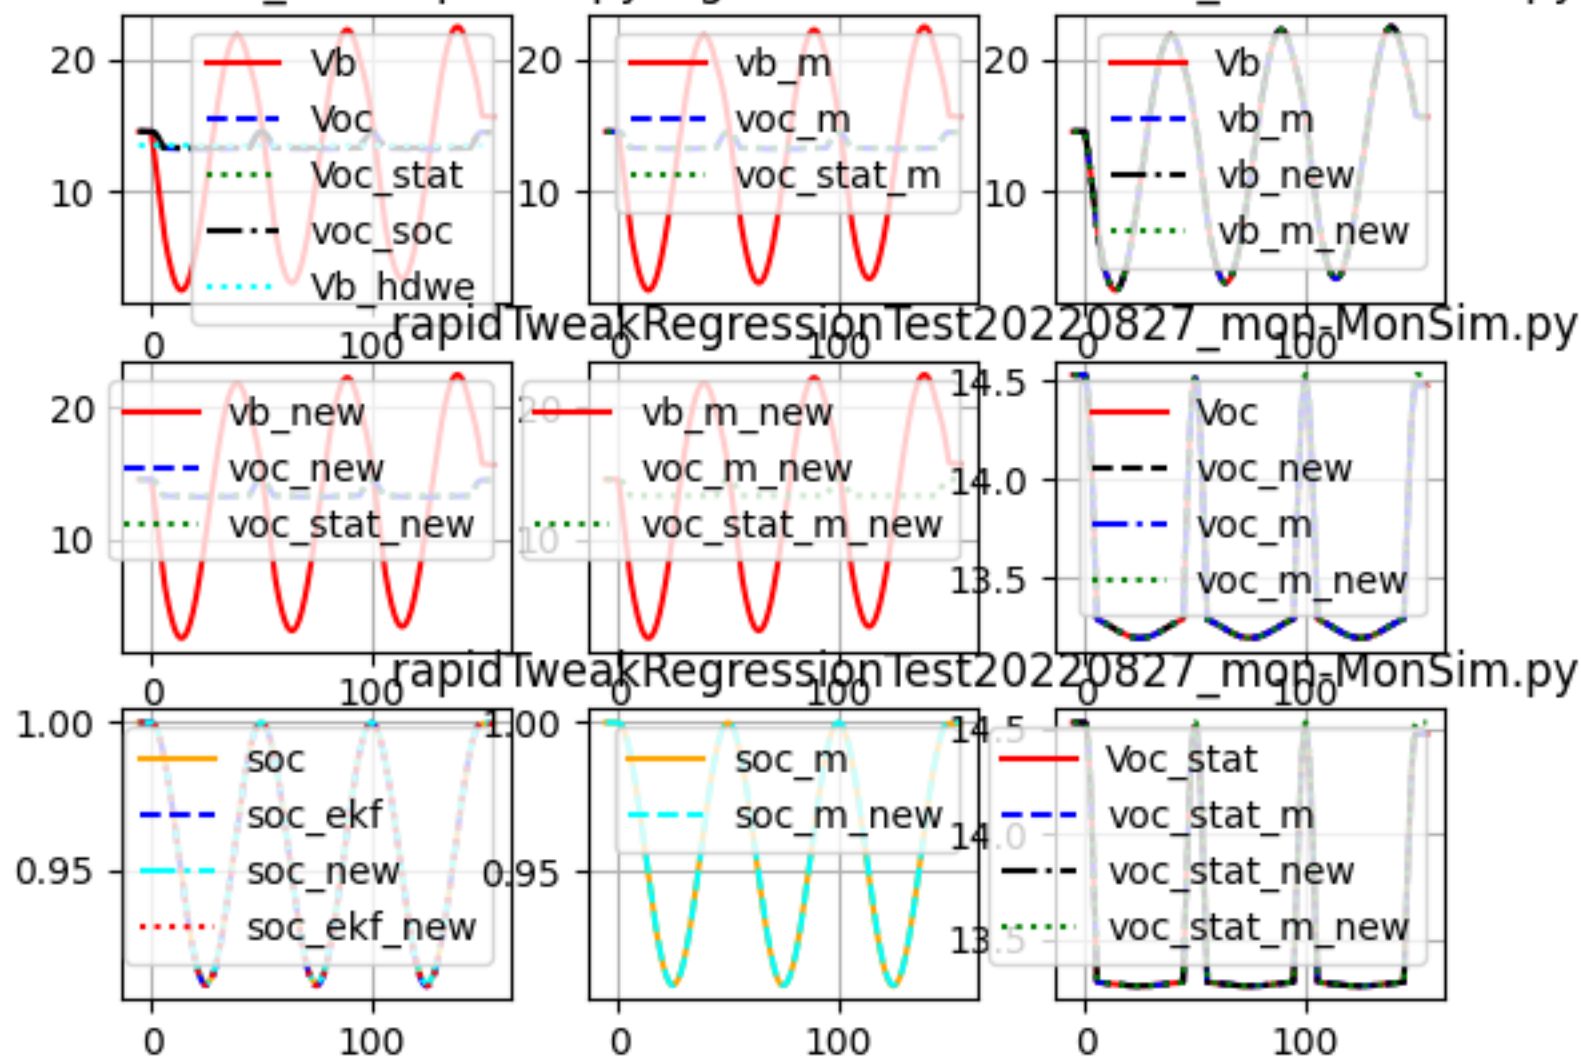 20
10
0
100
Vb
Voc
Voc_stat
voc_soc
Vb_hdwe
20
10
0
100
vb_m
voc_m
voc_stat_m
20
10
0
100
Vb
vb_m
vb_new
vb_m_new
rapidTweakRegressionTest20220827_mon-MonSim.py
20
10
0
100
vb_new
voc_new
voc_stat_new
20
10
0
100
vb_m_new
voc_m_new
voc_stat_m_new
14.5
14.0
13.5
0
100
Voc
voc_new
voc_m
voc_m_new
rapidTweakRegressionTest20220827_mon-MonSim.py
1.00
0.95
0
100
soc
soc_ekf
soc_new
soc_ekf_new
1.00
0.95
0
100
soc_m
soc_m_new
14.5
14.0
13.5
0
100
Voc_stat
voc_stat_m
voc_stat_new
voc_stat_m_new